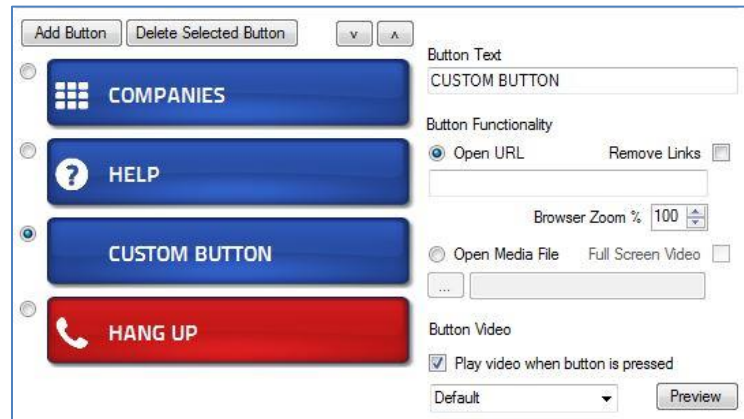 Add Button Delete Selected Button v ʌ
COMPANIES
? HELP
CUSTOM BUTTON
HANG UP
Button Text
CUSTOM BUTTON
Button Functionality
Open URL Remove Links
Browser Zoom % 100
Open Media File Full Screen Video
...
Button Video
Play video when button is pressed
Default Preview